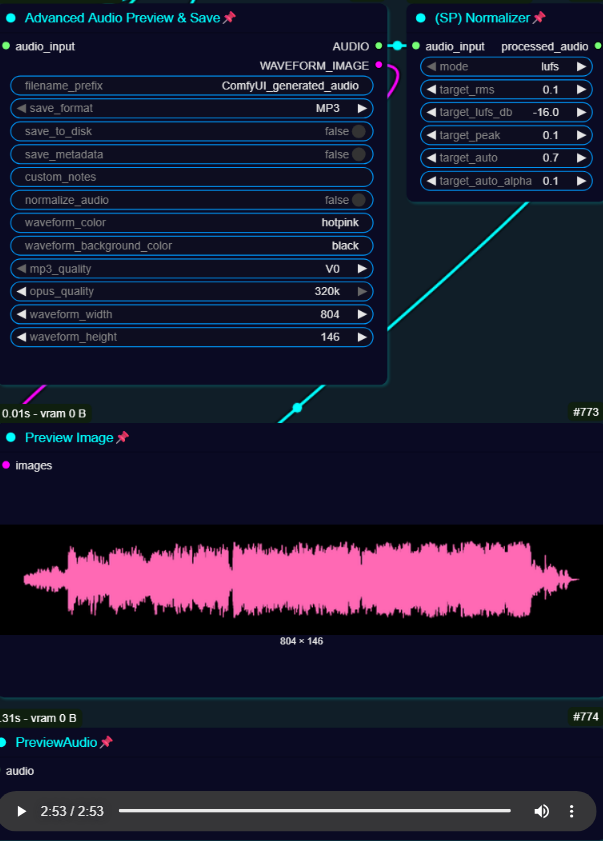 Advanced Audio Preview & Save
audio_input
AUDIO
WAVEFORM_IMAGE
filename_prefix ComfyUI_generated_audio
save_format MP3
save_to_disk false
save_metadata false
custom_notes
normalize_audio false
waveform_color hotpink
waveform_background_color black
mp3_quality V0
opus_quality 320k
waveform_width 804
waveform_height 146
(SP) Normalizer
audio_input processed_audio
mode lufs
target_rms 0.1
target_lufs_db -16.0
target_peak 0.1
target_auto 0.7
target_auto_alpha 0.1
0.01s - vram 0 B
#773
Preview Image
images
804 × 146
.31s - vram 0 B
#774
PreviewAudio
audio
2:53 / 2:53